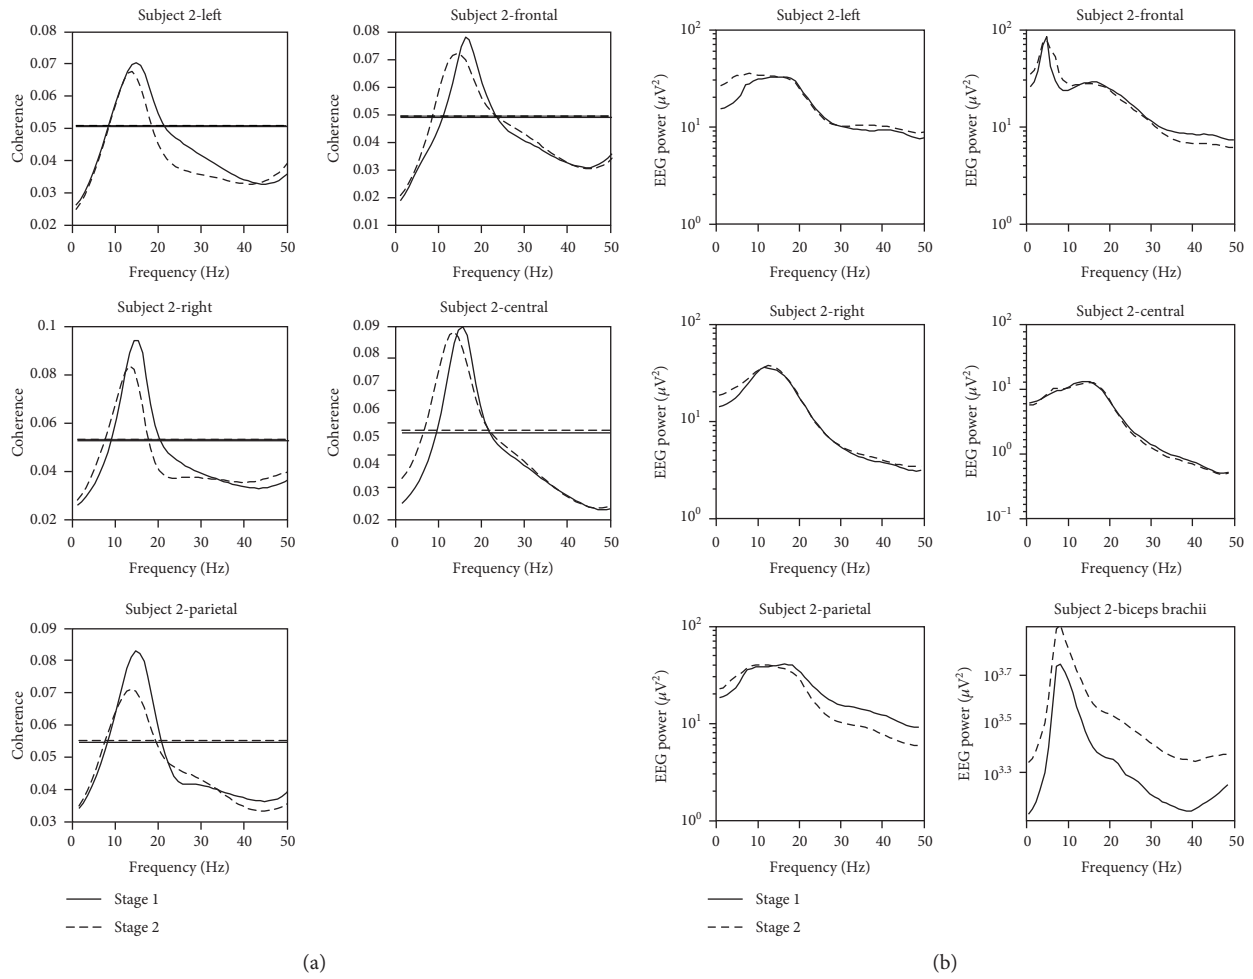 Subject 2-left
Coherence
0.08
0.07
0.06
0.05
0.04
0.03
0.02
0 10 20 30 40 50
Frequency (Hz)
Subject 2-frontal
Coherence
0.08
0.07
0.06
0.05
0.04
0.03
0.02
0.01
0 10 20 30 40 50
Frequency (Hz)
Subject 2-right
Coherence
0.1
0.08
0.06
0.04
0.02
0 10 20 30 40 50
Frequency (Hz)
Subject 2-central
Coherence
0.09
0.08
0.07
0.06
0.05
0.04
0.03
0.02
0 10 20 30 40 50
Frequency (Hz)
Subject 2-parietal
Coherence
0.09
0.08
0.07
0.06
0.05
0.04
0.03
0 10 20 30 40 50
Frequency (Hz)
Stage 1
Stage 2
(a)
Subject 2-left
EEG power (μV²)
10²
10¹
10⁰
0 10 20 30 40 50
Frequency (Hz)
Subject 2-frontal
EEG power (μV²)
10²
10¹
10⁰
0 10 20 30 40 50
Frequency (Hz)
Subject 2-right
EEG power (μV²)
10²
10¹
10⁰
0 10 20 30 40 50
Frequency (Hz)
Subject 2-central
EEG power (μV²)
10²
10¹
10⁰
10⁻¹
0 10 20 30 40 50
Frequency (Hz)
Subject 2-parietal
EEG power (μV²)
10²
10¹
10⁰
0 10 20 30 40 50
Frequency (Hz)
Subject 2-biceps brachii
EEG power (μV²)
10^3.7
10^3.5
10^3.3
0 10 20 30 40 50
Frequency (Hz)
Stage 1
Stage 2
(b)